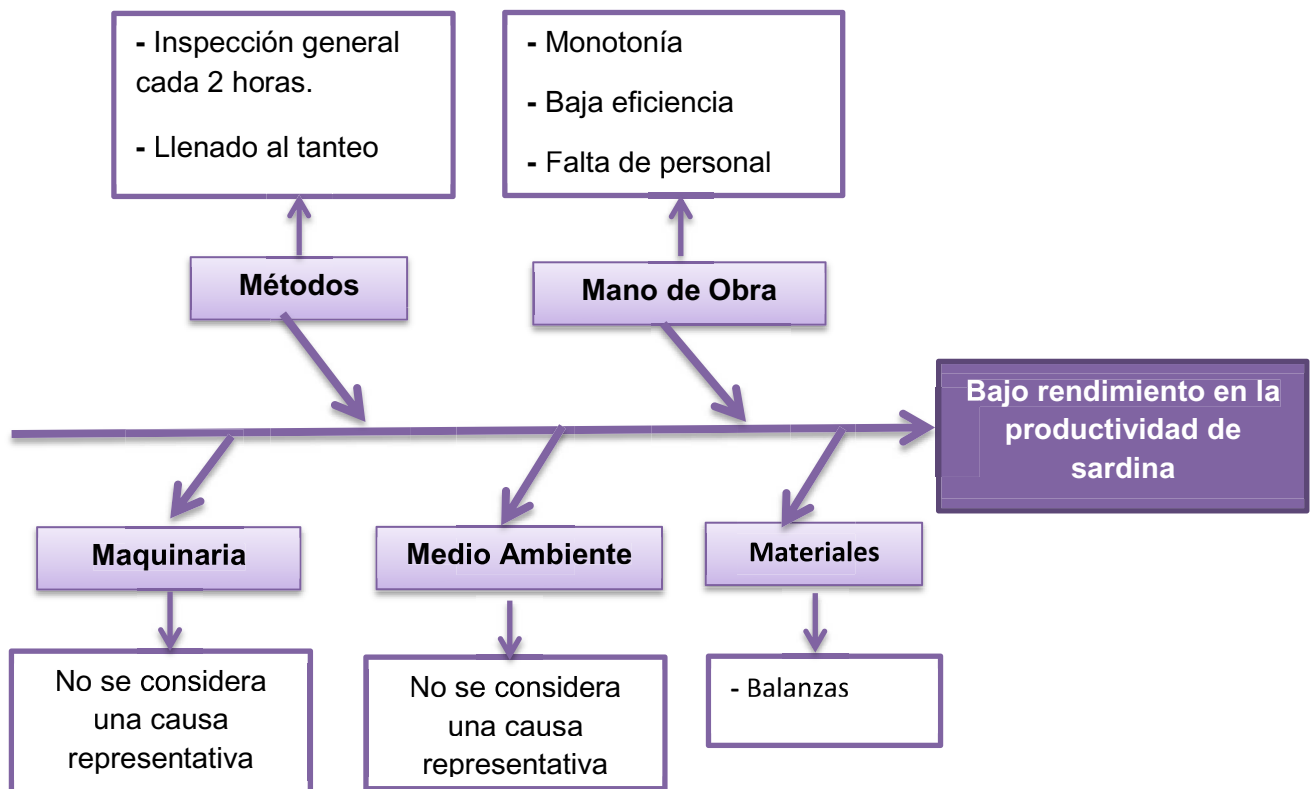 - Inspección general
cada 2 horas.
- Llenado al tanteo
- Monotonía
- Baja eficiencia
- Falta de personal
Métodos
Mano de Obra
Bajo rendimiento en la
productividad de
sardina
Maquinaria
Medio Ambiente
Materiales
No se considera
una causa
representativa
No se considera
una causa
representativa
- Balanzas